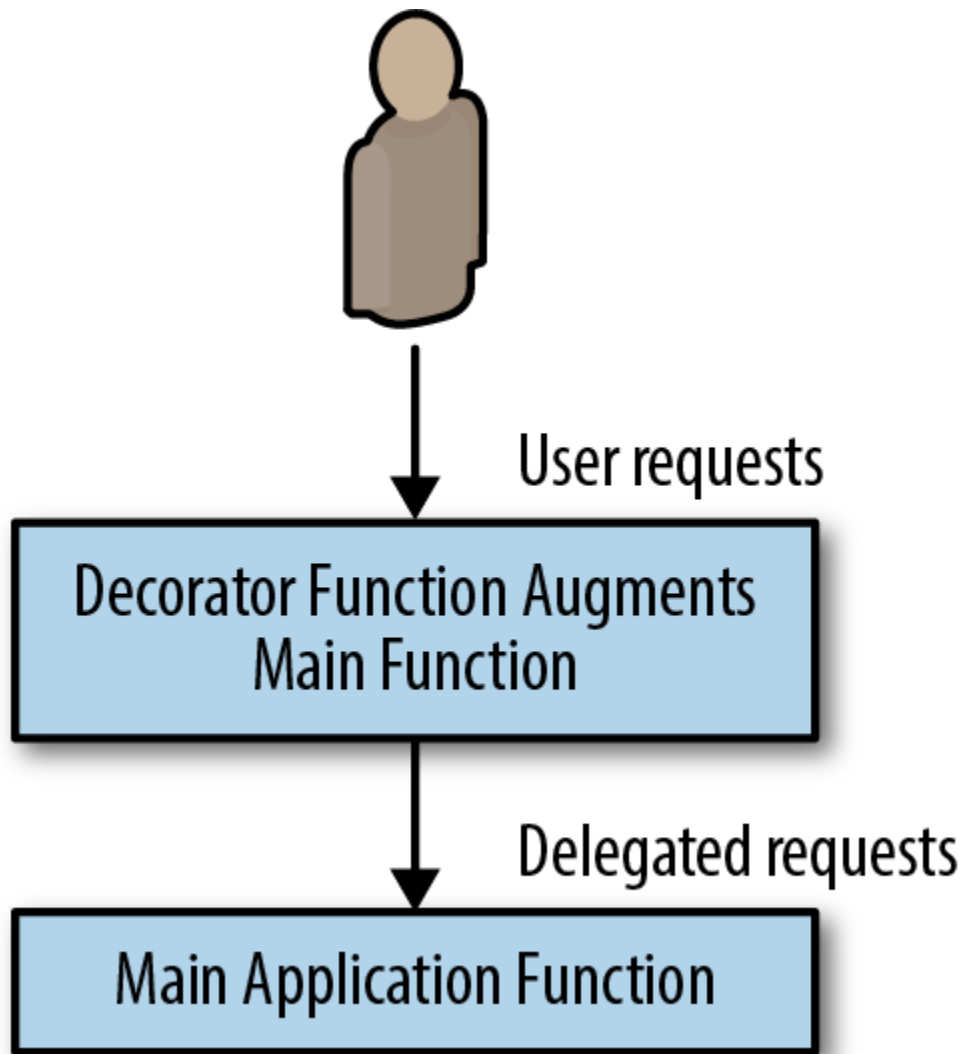 User requests
Decorator Function Augments
Main Function
Delegated requests
Main Application Function